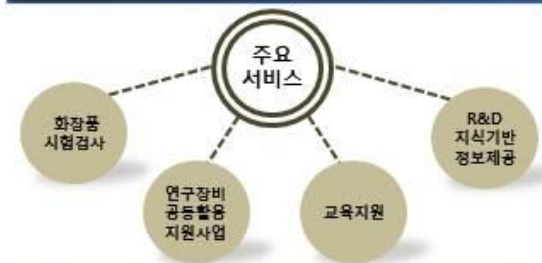 주요
서비스
화장품
시험검사
연구장비
공동활용
지원사업
교육지원
R&D
지식기반
정보제공